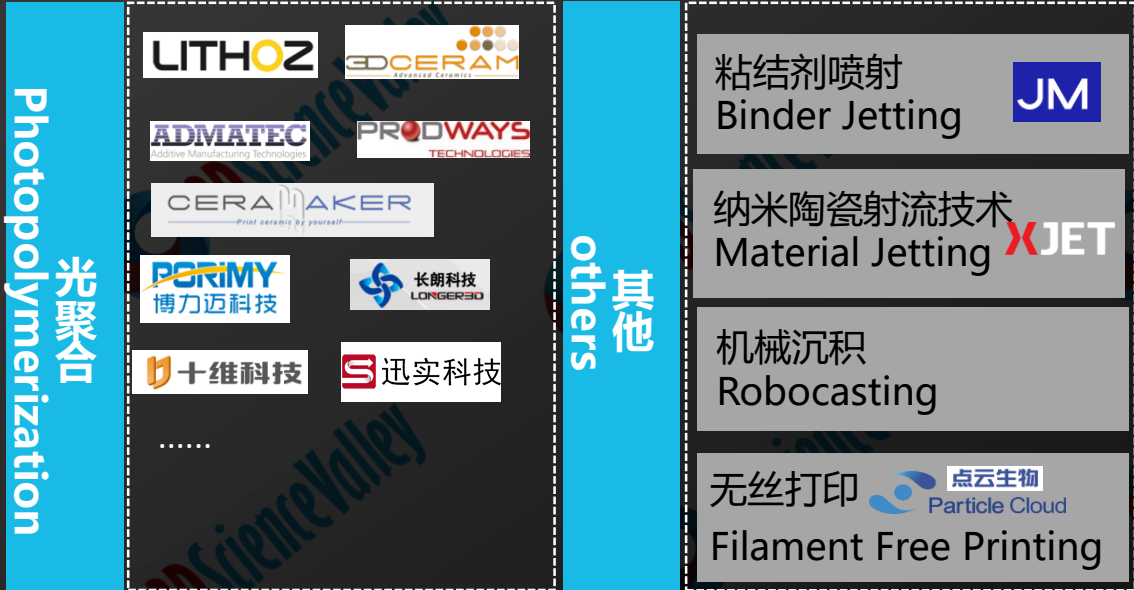 光聚合
Photopolymerization
LITHOZ
3DCERAM
Advanced Ceramics
ADMATEC
Additive Manufacturing Technologies
PRODWAYS
TECHNOLOGIES
CERAMAKER
Print ceramic by yourself
PORIMY
博力迈科技
长朗科技
LONGER3D
十维科技
迅实科技
......
其他
others
粘结剂喷射
Binder Jetting
JM
纳米陶瓷射流技术
Material Jetting
XJET
机械沉积
Robocasting
无丝打印
点云生物
Particle Cloud
Filament Free Printing
3DScienceValley